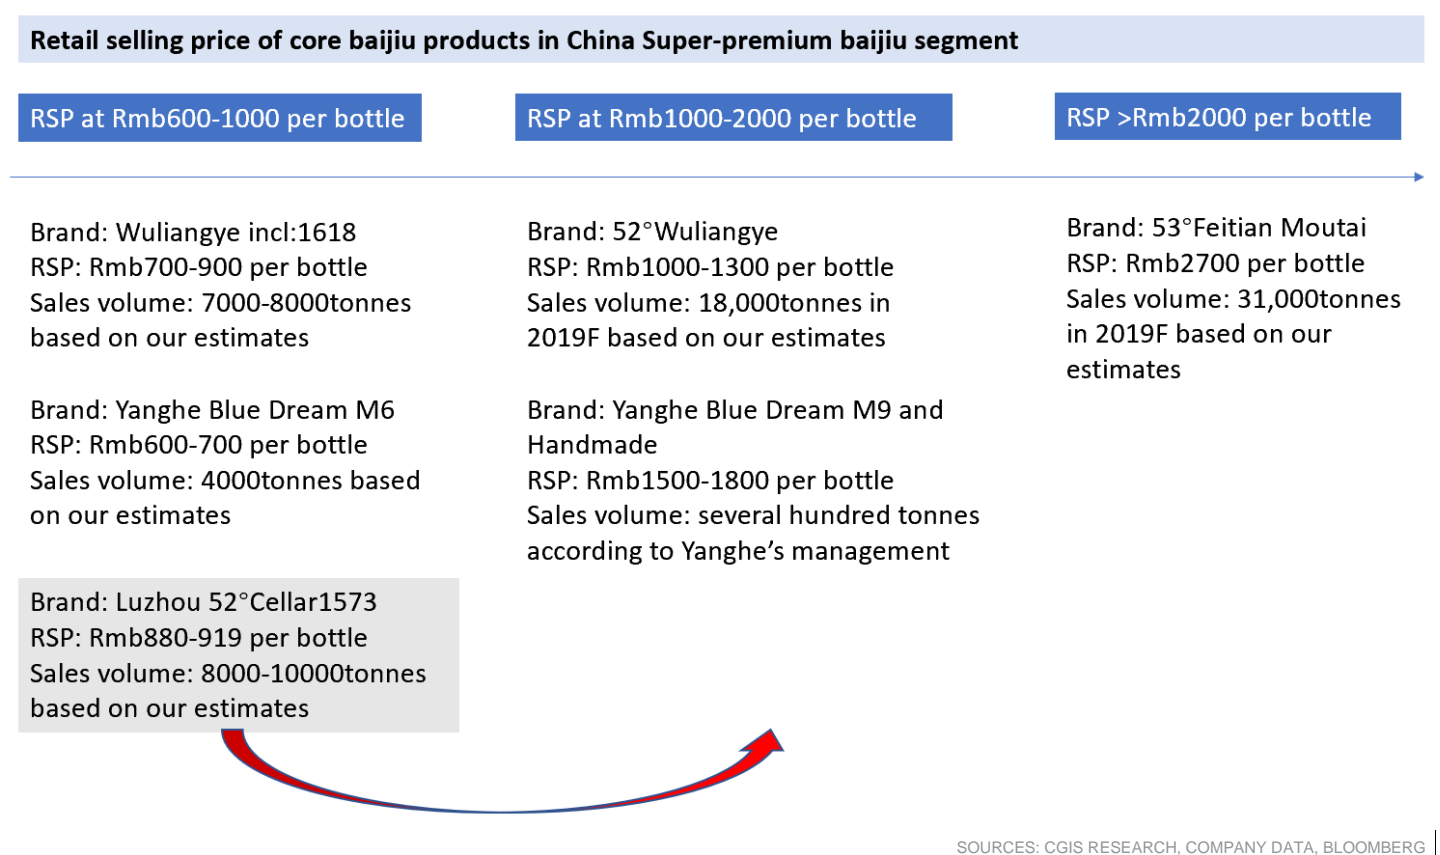 Retail selling price of core baijiu products in China Super-premium baijiu segment
RSP at Rmb600-1000 per bottle
RSP at Rmb1000-2000 per bottle
RSP >Rmb2000 per bottle
Brand: Wuliangye incl:1618
RSP: Rmb700-900 per bottle
Sales volume: 7000-8000tonnes
based on our estimates
Brand: Yanghe Blue Dream M6
RSP: Rmb600-700 per bottle
Sales volume: 4000tonnes based
on our estimates
Brand: Luzhou 52°Cellar1573
RSP: Rmb880-919 per bottle
Sales volume: 8000-10000tonnes
based on our estimates
Brand: 52°Wuliangye
RSP: Rmb1000-1300 per bottle
Sales volume: 18,000tonnes in
2019F based on our estimates
Brand: Yanghe Blue Dream M9 and
Handmade
RSP: Rmb1500-1800 per bottle
Sales volume: several hundred tonnes
according to Yanghe’s management
Brand: 53°Feitian Moutai
RSP: Rmb2700 per bottle
Sales volume: 31,000tonnes
in 2019F based on our
estimates
SOURCES: CGIS RESEARCH, COMPANY DATA, BLOOMBERG